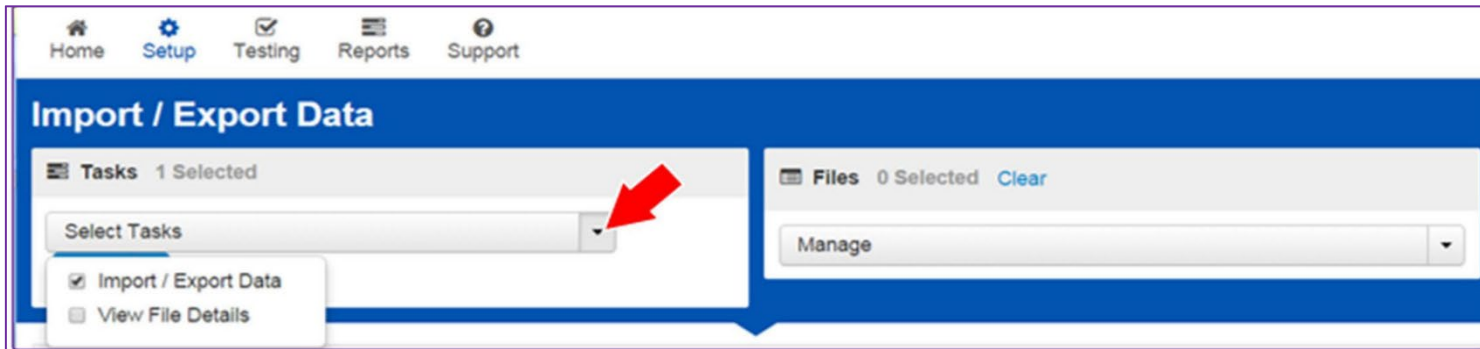 Home Setup Testing Reports Support
Import / Export Data
Tasks 1 Selected
Select Tasks
Import / Export Data
View File Details
Files 0 Selected Clear
Manage